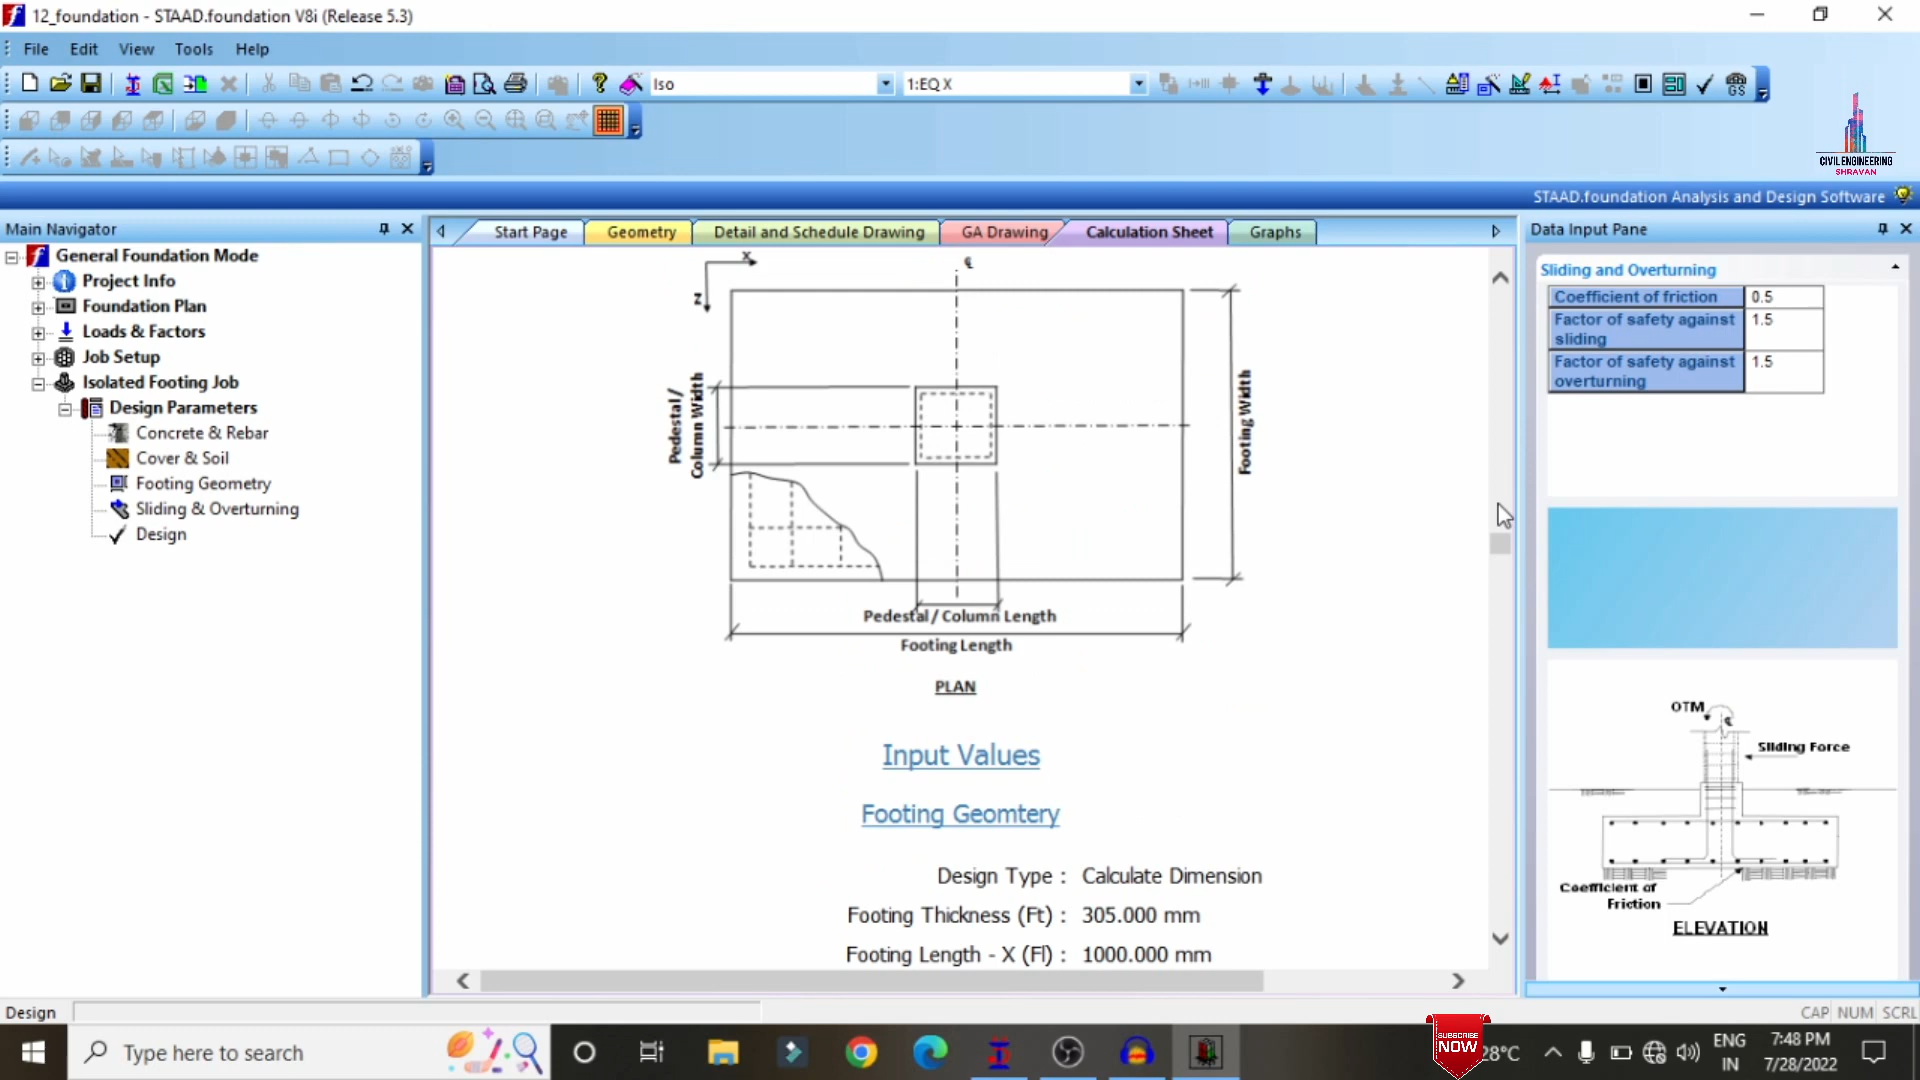 12_foundation - STAAD.foundation V8i (Release 5.3)
File Edit View Tools Help
Iso 1:EQ X
GS
CIVIL ENGINEERING
SHRAVAN
STAAD.foundation Analysis and Design Software
Main Navigator
General Foundation Mode
Project Info
Foundation Plan
Loads & Factors
Job Setup
Isolated Footing Job
Design Parameters
Concrete & Rebar
Cover & Soil
Footing Geometry
Sliding & Overturning
Design
Start Page Geometry Detail and Schedule Drawing GA Drawing Calculation Sheet Graphs
X
Z
Pedestal/
Column Width
Footing Width
Pedestal / Column Length
Footing Length
PLAN
Input Values
Footing Geomtery
Design Type : Calculate Dimension
Footing Thickness (Ft) : 305.000 mm
Footing Length - X (Fl) : 1000.000 mm
Data Input Pane
Sliding and Overturning
Coefficient of friction 0.5
Factor of safety against sliding 1.5
Factor of safety against overturning 1.5
OTM
Sliding Force
Coefficient of
Friction
ELEVATION
Design
CAP NUM SCRL
Type here to search
SUBSCRIBE
NOW
28°C
ENG
IN
7:48 PM
7/28/2022